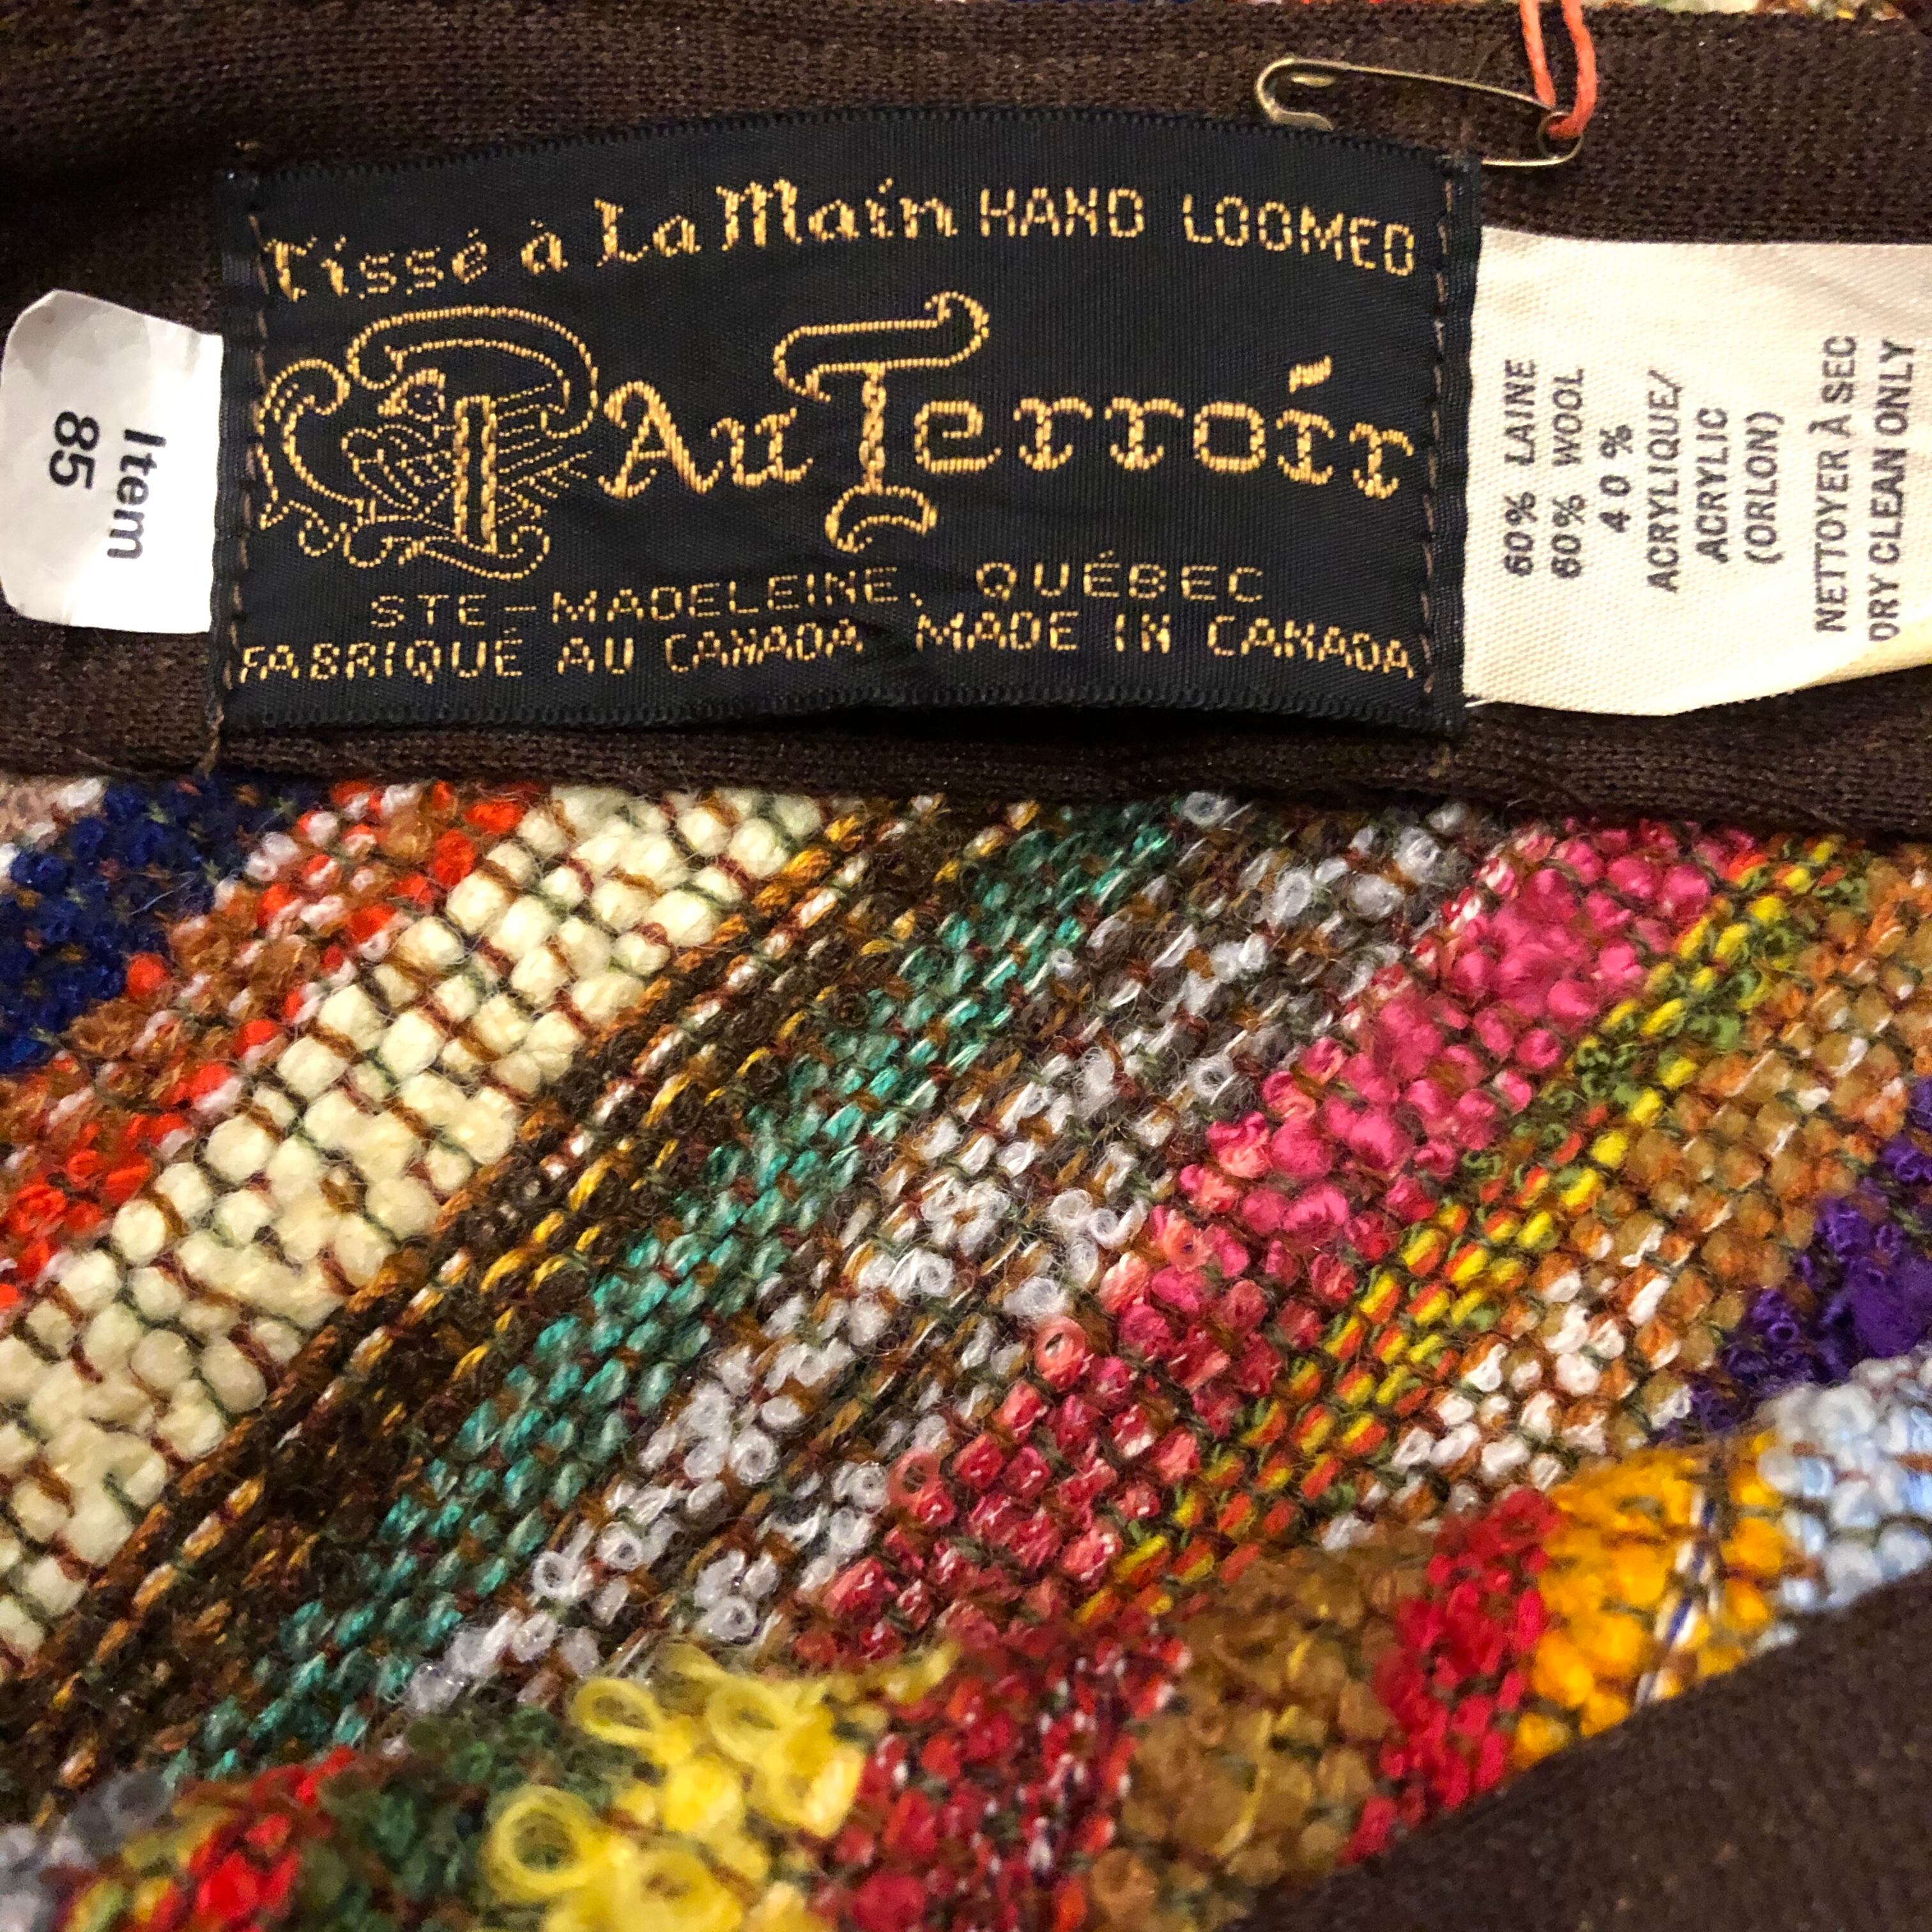 Tissé à La Main HAND LOOMED
Au Terroir
STE-MADELEINE, QUÉBEC
FABRIQUÉ AU CANADA MADE IN CANADA
Item
85
60% LAINE
60% WOOL
40%
ACRYLIQUE/
ACRYLIC
(ORLON)
NETTOYER À SEC
DRY CLEAN ONLY